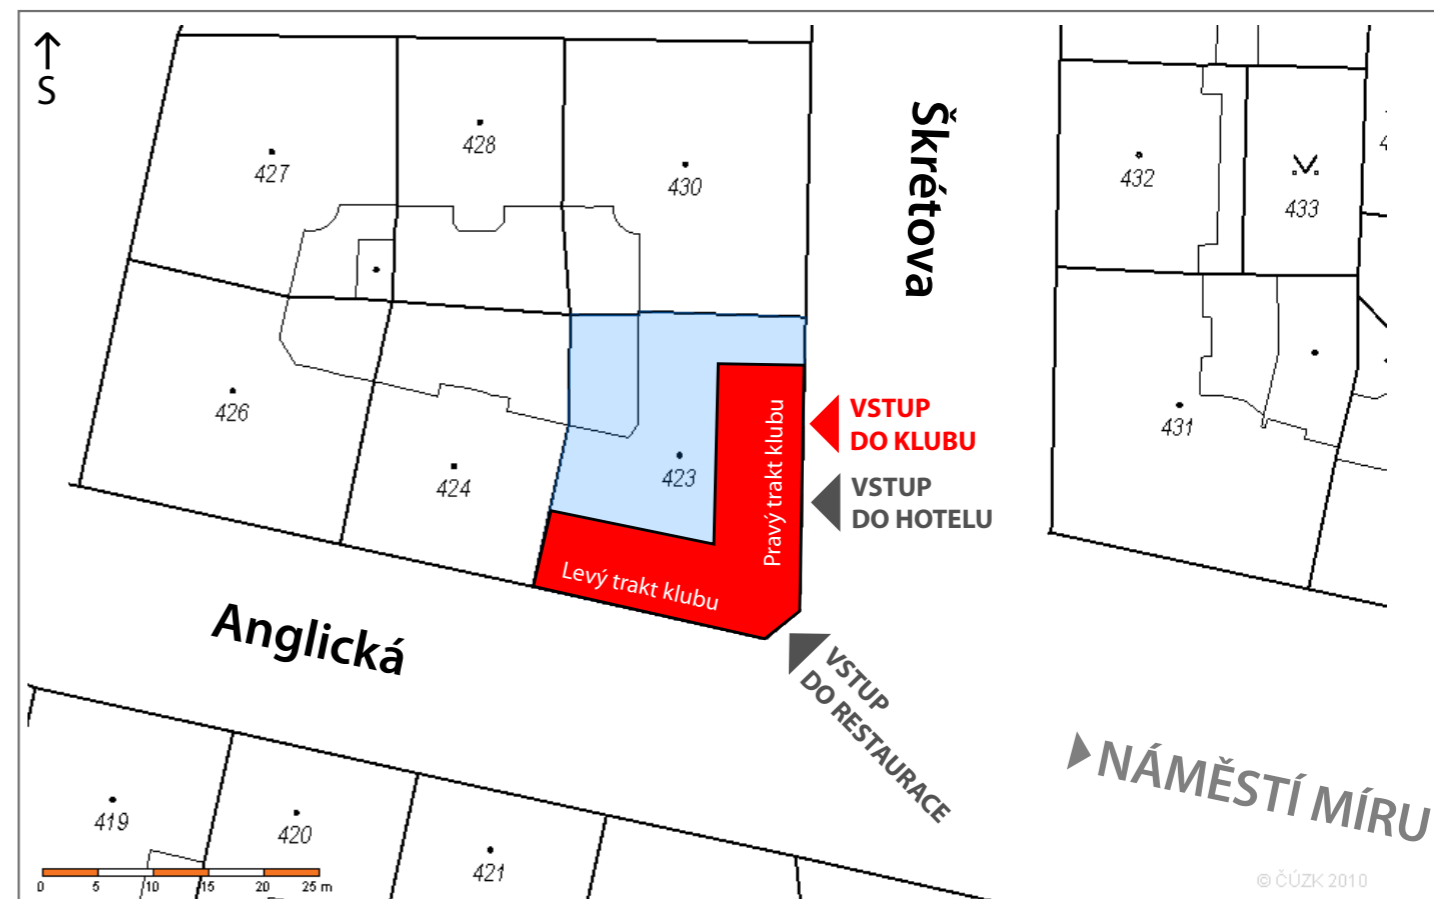 S
427
428
430
Škrétova
432
433
4
426
424
423
431
Pravý trakt klubu
Levý trakt klubu
VSTUP
DO KLUBU
VSTUP
DO HOTELU
VSTUP
DO RESTAURACE
Anglická
NÁMĚSTÍ MÍRU
419
420
421
0 5 10 15 20 25 m
© ČÚZK 2010